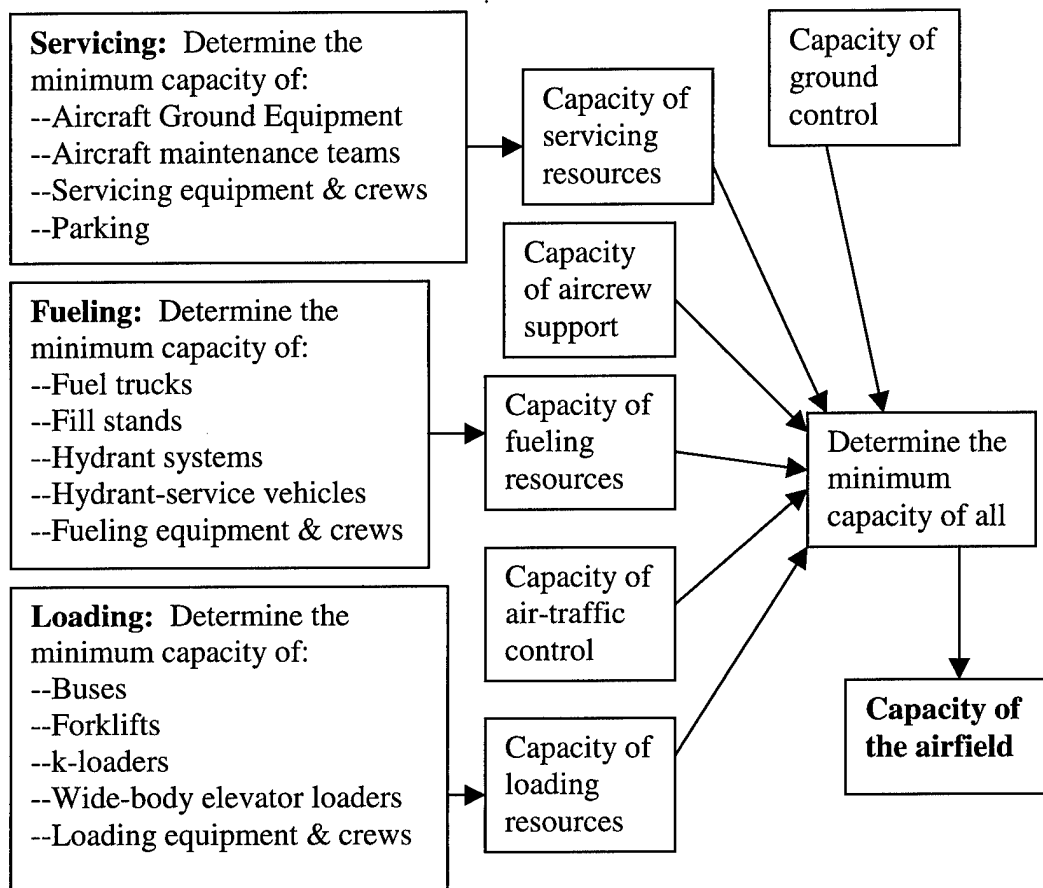 Servicing: Determine the
minimum capacity of:
--Aircraft Ground Equipment
--Aircraft maintenance teams
--Servicing equipment & crews
--Parking
Capacity of
servicing
resources
Capacity of
ground
control
Capacity
of aircrew
support
Fueling: Determine the
minimum capacity of:
--Fuel trucks
--Fill stands
--Hydrant systems
--Hydrant-service vehicles
--Fueling equipment & crews
Capacity of
fueling
resources
Determine the
minimum
capacity of all
Capacity of
air-traffic
control
Loading: Determine the
minimum capacity of:
--Buses
--Forklifts
--k-loaders
--Wide-body elevator loaders
--Loading equipment & crews
Capacity of
loading
resources
Capacity of
the airfield